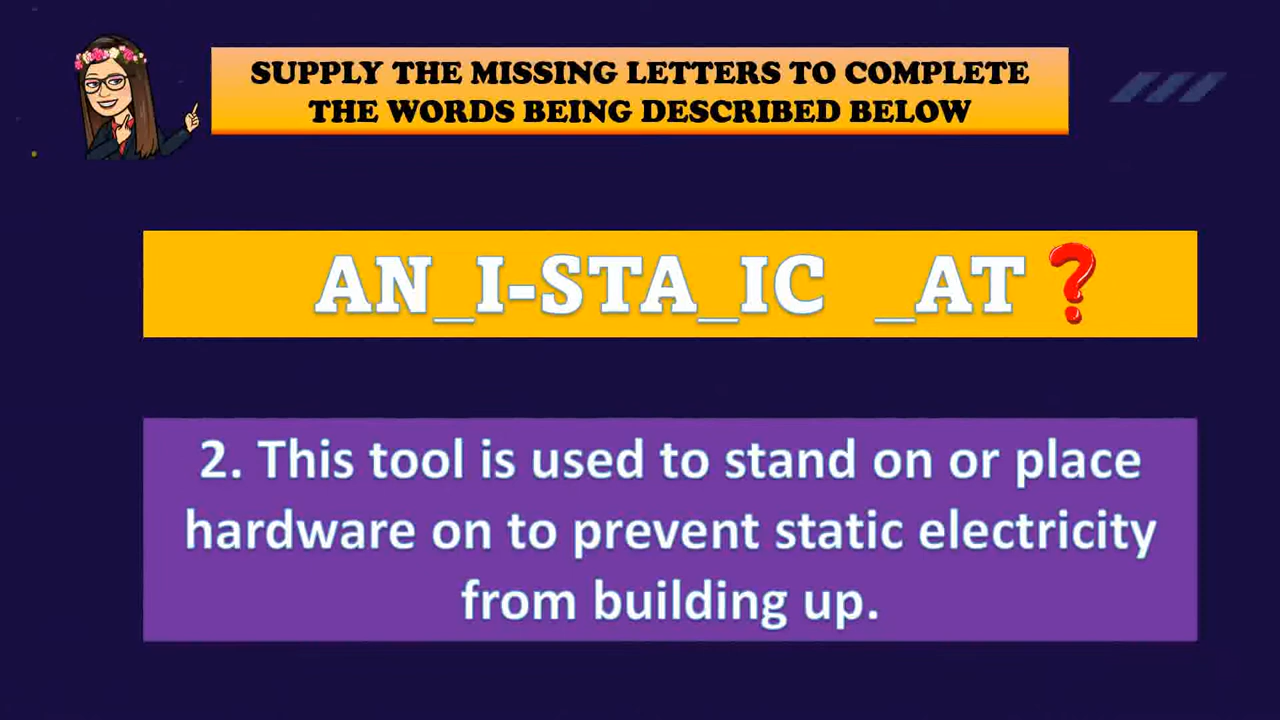 SUPPLY THE MISSING LETTERS TO COMPLETE
THE WORDS BEING DESCRIBED BELOW
AN_I-STA_IC _AT❓
2. This tool is used to stand on or place
hardware on to prevent static electricity
from building up.